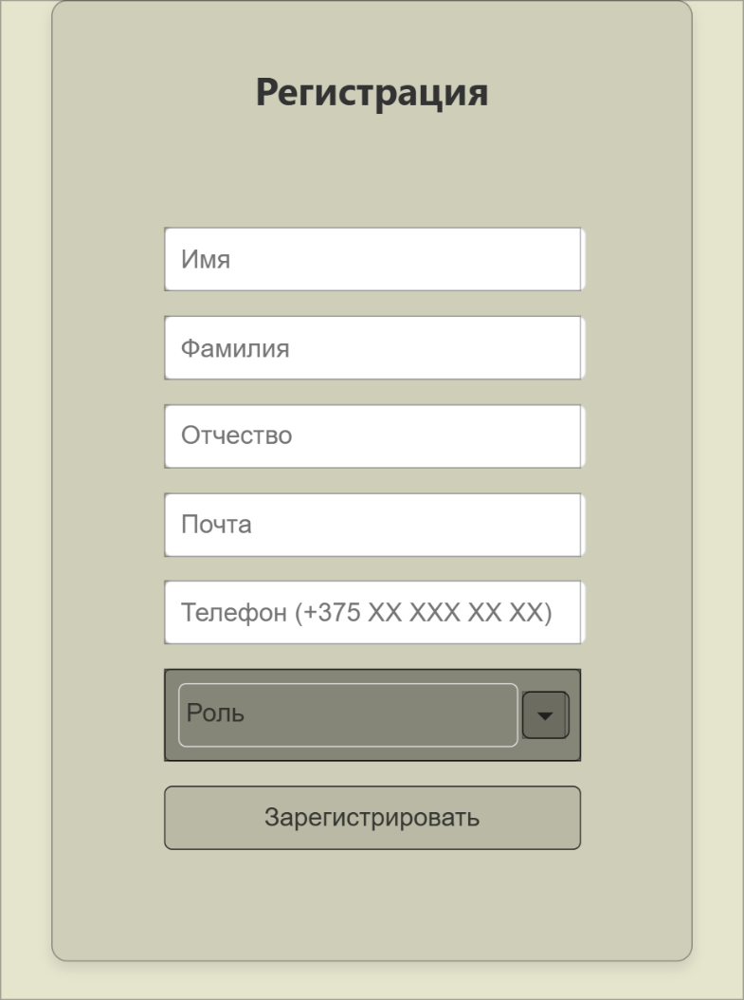 Регистрация
Имя
Фамилия
Отчество
Почта
Телефон (+375 XX XXX XX XX)
Роль
Зарегистрировать